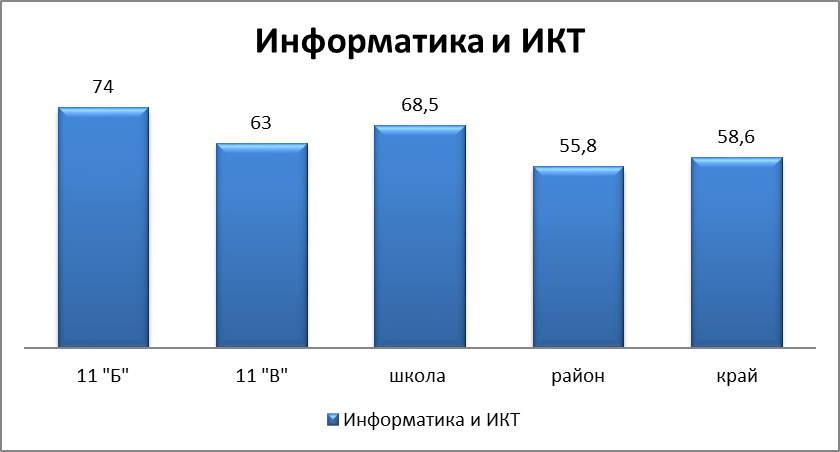 Информатика и ИКТ
74
63
68,5
55,8
58,6
11 "Б"
11 "В"
школа
район
край
Информатика и ИКТ